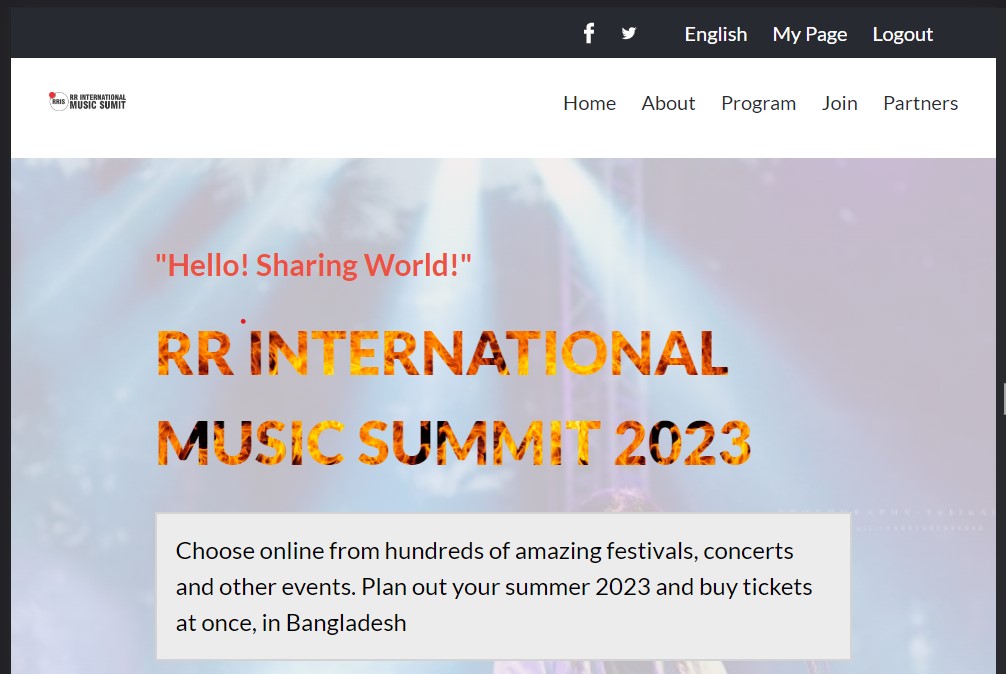 English My Page Logout
RRIS
RR INTERNATIONAL
MUSIC SUMIT
Home About Program Join Partners
"Hello! Sharing World!"
RR INTERNATIONAL
MUSIC SUMMIT 2023
Choose online from hundreds of amazing festivals, concerts
and other events. Plan out your summer 2023 and buy tickets
at once, in Bangladesh